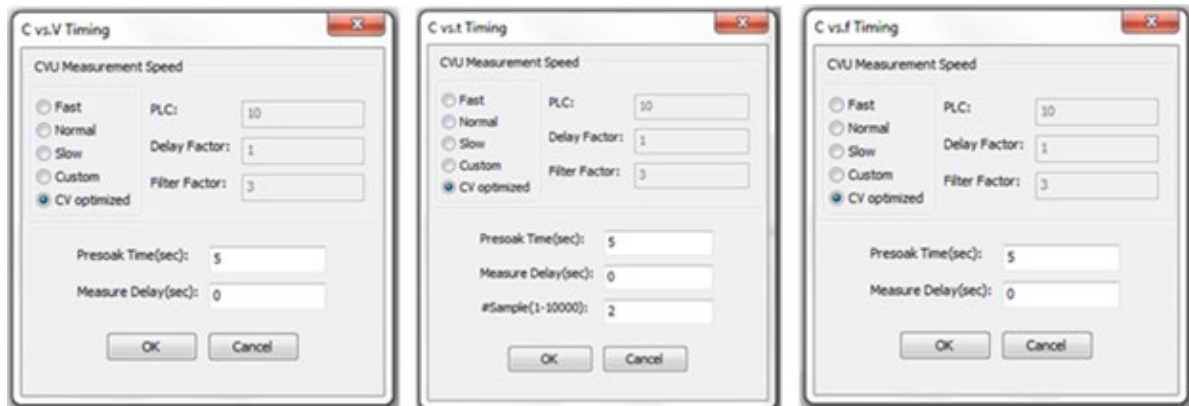 C vs.V Timing
CVU Measurement Speed
Fast
Normal
Slow
Custom
CV optimized
PLC: 10
Delay Factor: 1
Filter Factor: 3
Presoak Time(sec): 5
Measure Delay(sec): 0
OK Cancel
C vs.t Timing
CVU Measurement Speed
Fast
Normal
Slow
Custom
CV optimized
PLC: 10
Delay Factor: 1
Filter Factor: 3
Presoak Time(sec): 5
Measure Delay(sec): 0
#Sample(1-10000): 2
OK Cancel
C vs.f Timing
CVU Measurement Speed
Fast
Normal
Slow
Custom
CV optimized
PLC: 10
Delay Factor: 1
Filter Factor: 3
Presoak Time(sec): 5
Measure Delay(sec): 0
OK Cancel